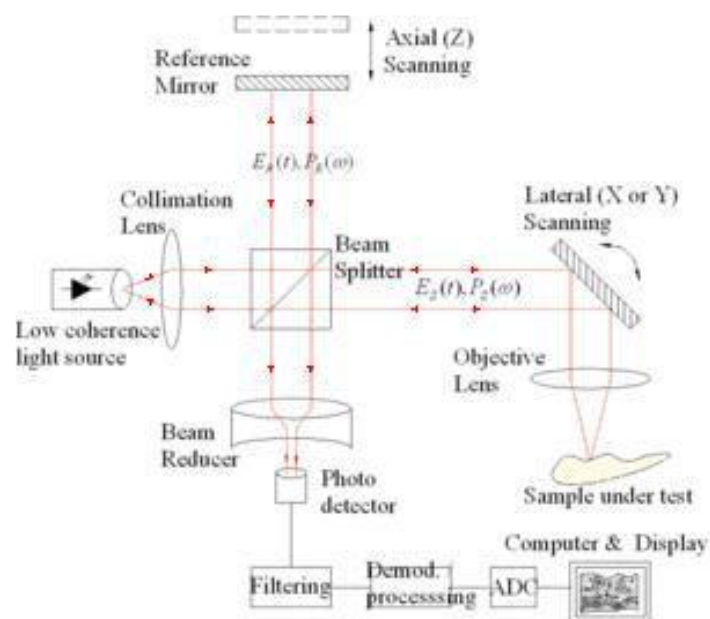 Axial (Z)
Scanning
Reference
Mirror
E_R(t), P_R(ω)
Collimation
Lens
Lateral (X or Y)
Scanning
Beam
Splitter
E_S(t), P_S(ω)
Low coherence
light source
Objective
Lens
Beam
Reducer
Photo
detector
Sample under test
Computer & Display
Filtering
Demod.
processsing
ADC